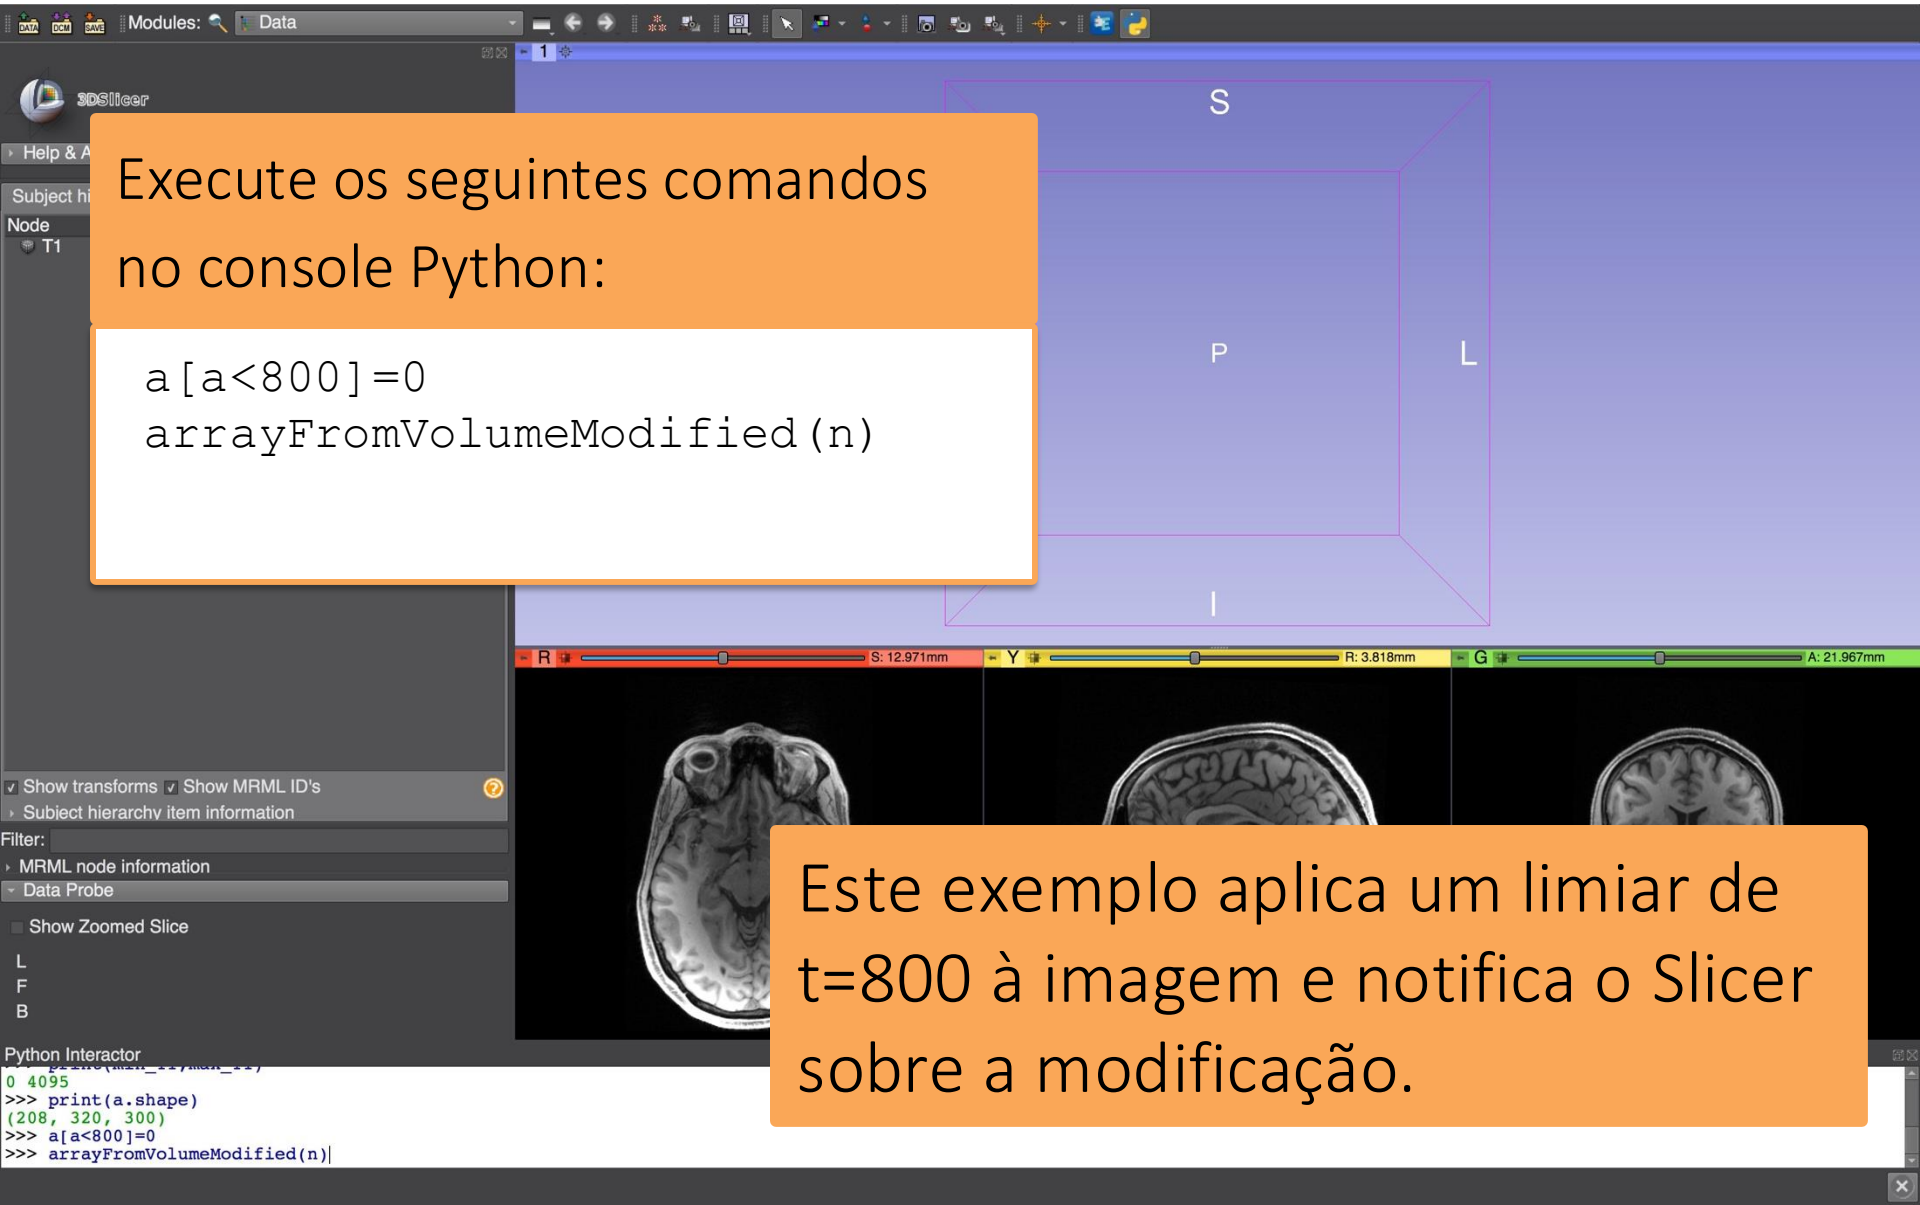 DATA DCM SAVE Modules: Data
1
3DSlicer
Help & A
Subject hi
Node
T1
Execute os seguintes comandos
no console Python:
a[a<800]=0
arrayFromVolumeModified(n)
S
P
L
I
R S: 12.971mm
Y R: 3.818mm
G A: 21.967mm
Show transforms Show MRML ID's
Subject hierarchy item information
Filter:
MRML node information
Data Probe
Show Zoomed Slice
L
F
B
Este exemplo aplica um limiar de
t=800 à imagem e notifica o Slicer
sobre a modificação.
Python Interactor
0 4095
>>> print(a.shape)
(208, 320, 300)
>>> a[a<800]=0
>>> arrayFromVolumeModified(n)